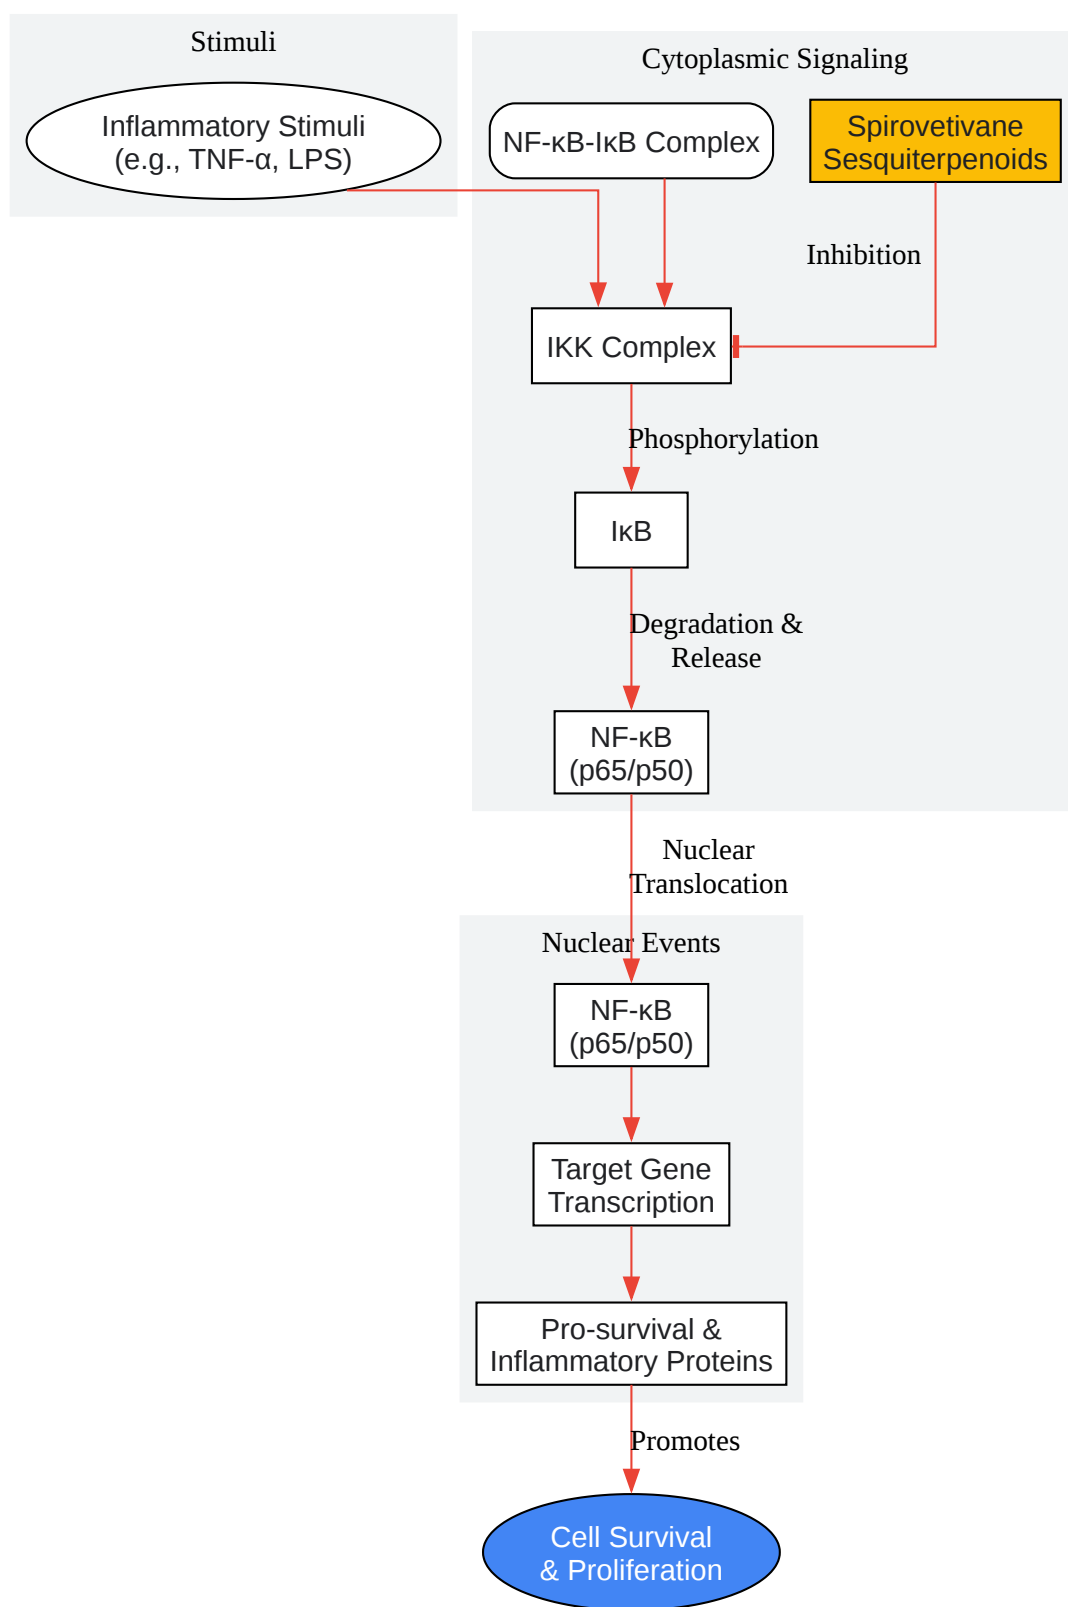 Stimuli
Inflammatory Stimuli
(e.g., TNF-α, LPS)
Cytoplasmic Signaling
NF-κB-IκB Complex
Spirovetivane
Sesquiterpenoids
Inhibition
IKK Complex
Phosphorylation
IκB
Degradation &
Release
NF-κB
(p65/p50)
Nuclear
Translocation
Nuclear Events
NF-κB
(p65/p50)
Target Gene
Transcription
Pro-survival &
Inflammatory Proteins
Promotes
Cell Survival
& Proliferation